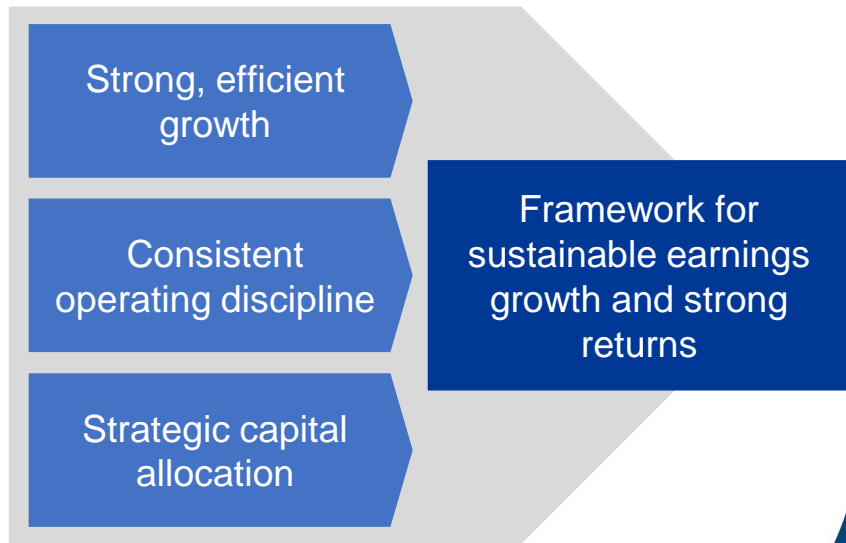 Strong, efficient
growth
Consistent
operating discipline
Strategic capital
allocation
Framework for
sustainable earnings
growth and strong
returns